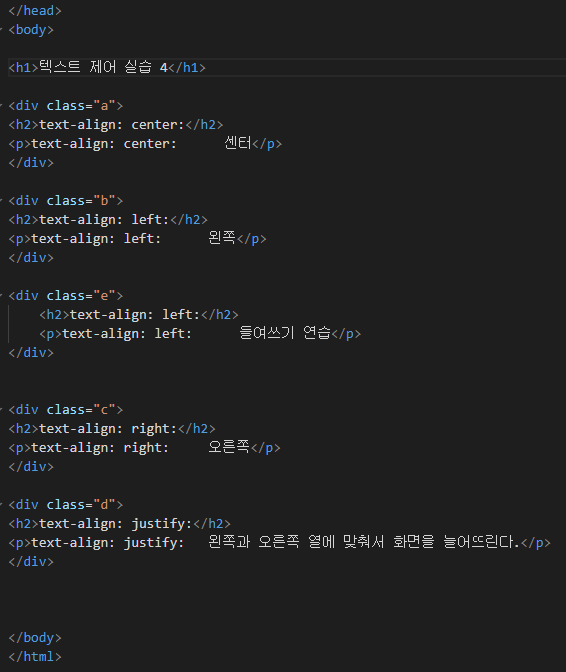 </head>
<body>
<h1>텍스트 제어 실습 4</h1>
<div class="a">
<h2>text-align: center:</h2>
<p>text-align: center:      센터</p>
</div>
<div class="b">
<h2>text-align: left:</h2>
<p>text-align: left:      왼쪽</p>
</div>
<div class="e">
    <h2>text-align: left:</h2>
    <p>text-align: left:      들여쓰기 연습</p>
</div>
<div class="c">
<h2>text-align: right:</h2>
<p>text-align: right:     오른쪽</p>
</div>
<div class="d">
<h2>text-align: justify:</h2>
<p>text-align: justify:   왼쪽과 오른쪽 열에 맞춰서 화면을 늘어뜨린다.</p>
</div>
</body>
</html>